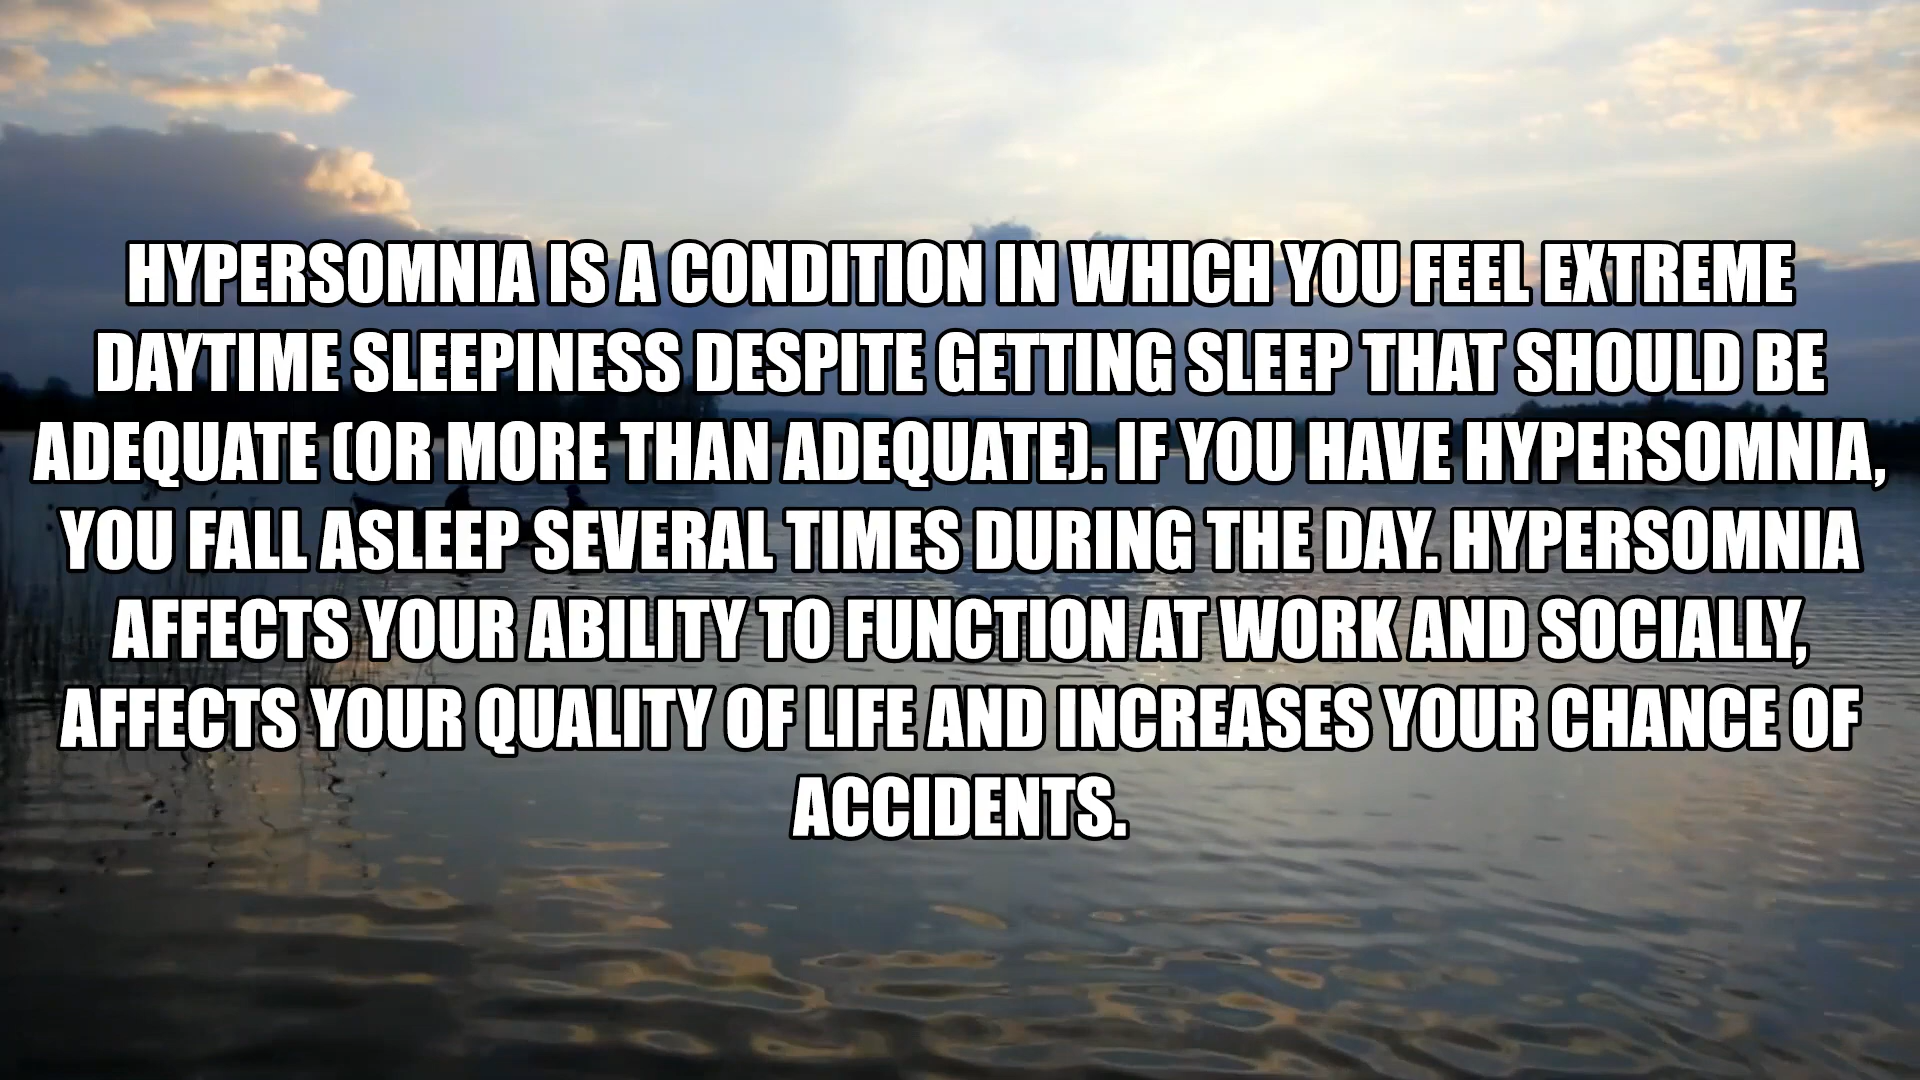 HYPERSOMNIA IS A CONDITION IN WHICH YOU FEEL EXTREME
DAYTIME SLEEPINESS DESPITE GETTING SLEEP THAT SHOULD BE
ADEQUATE (OR MORE THAN ADEQUATE). IF YOU HAVE HYPERSOMNIA,
YOU FALL ASLEEP SEVERAL TIMES DURING THE DAY. HYPERSOMNIA
AFFECTS YOUR ABILITY TO FUNCTION AT WORK AND SOCIALLY,
AFFECTS YOUR QUALITY OF LIFE AND INCREASES YOUR CHANCE OF
ACCIDENTS.